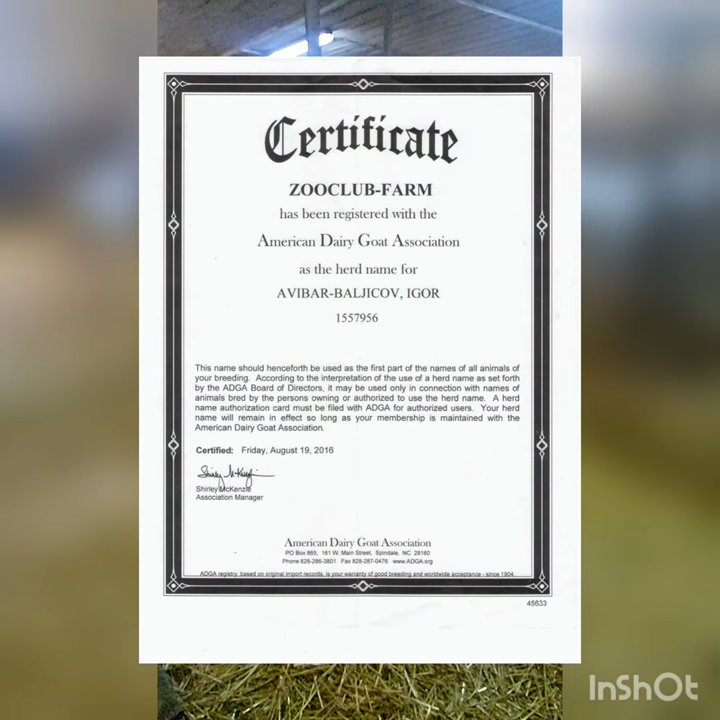 Certificate
ZOOCLUB-FARM
has been registered with the
American Dairy Goat Association
as the herd name for
AVIBAR-BALJICOV, IGOR
1557956
This name should henceforth be used as the first part of the names of all animals of
your breeding. According to the interpretation of the use of a herd name as set forth
by the ADGA Board of Directors, it may be used only in connection with names of
animals bred by the persons owning or authorized to use the herd name. A herd
name authorization card must be filed with ADGA for authorized users. Your herd
name will remain in effect so long as your membership is maintained with the
American Dairy Goat Association.
Certified: Friday, August 19, 2016
Shirley McKenzie
Shirley McKenzie
Association Manager
American Dairy Goat Association
PO Box 865, 161 W. Main Street, Spindale, NC 28160
Phone 828-286-3801 Fax 828-287-0476 www.ADGA.org
ADGA registry, based on original import records, is your warranty of good breeding and worldwide acceptance - since 1904.
45633
InShOt